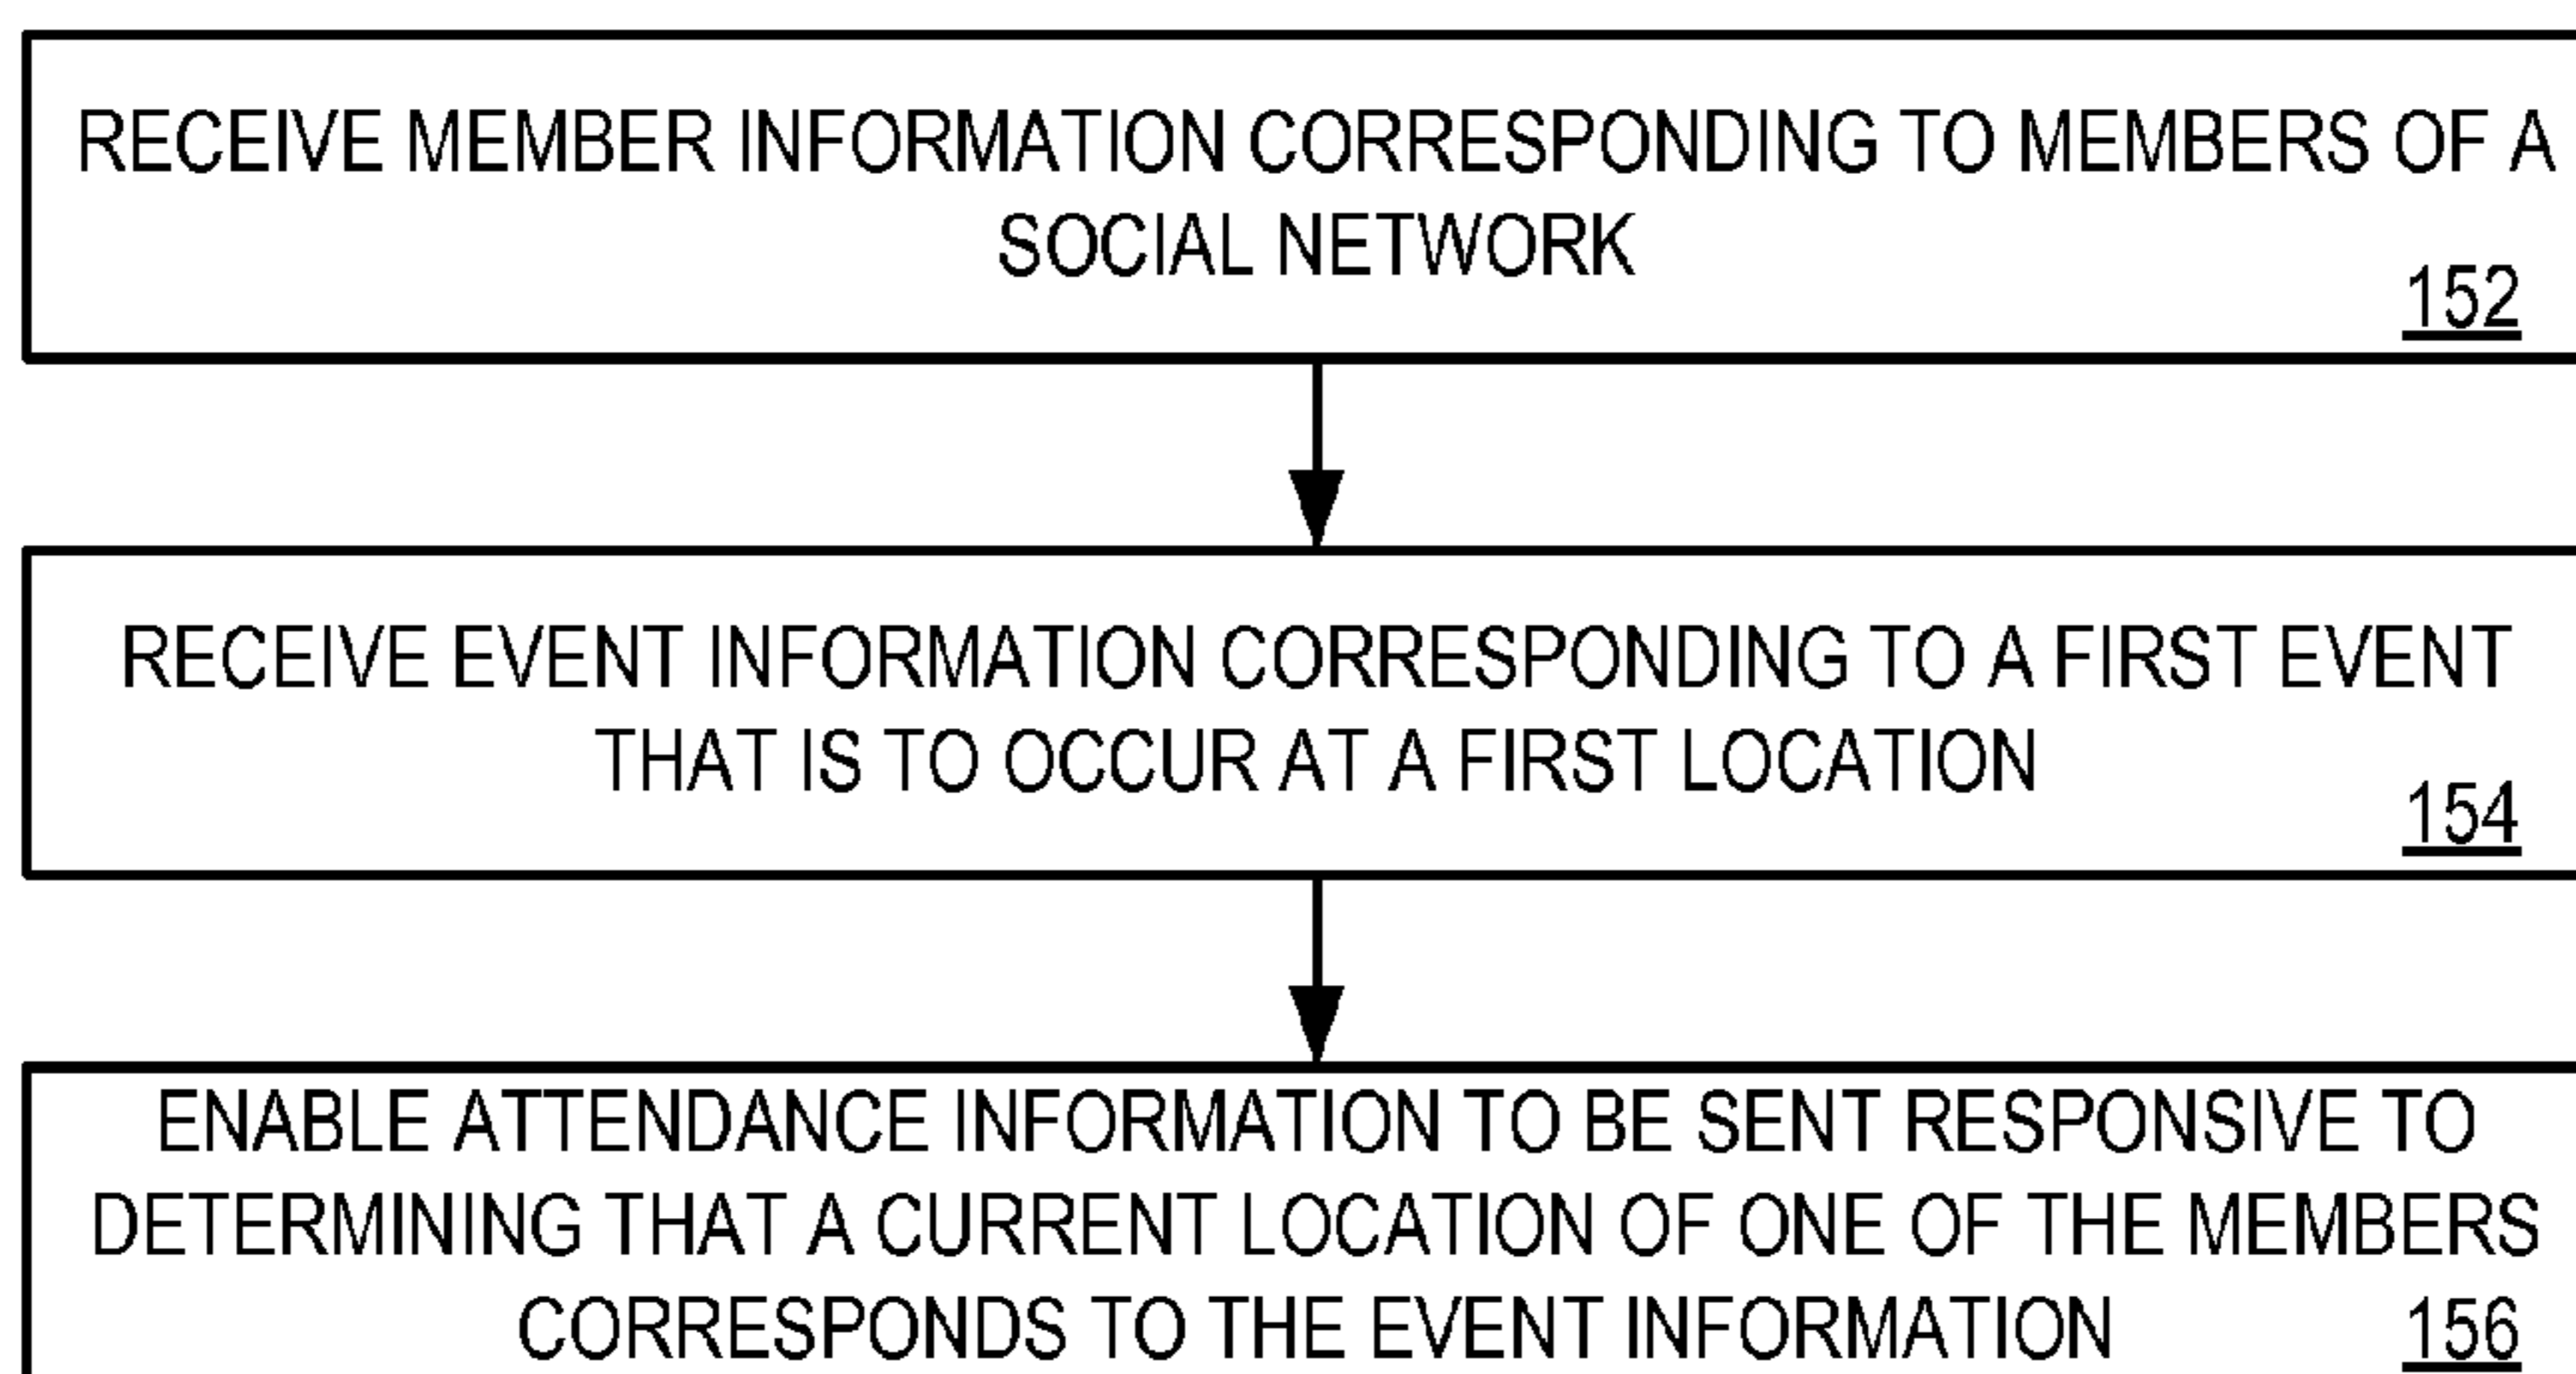 RECEIVE MEMBER INFORMATION CORRESPONDING TO MEMBERS OF A
SOCIAL NETWORK
152
RECEIVE EVENT INFORMATION CORRESPONDING TO A FIRST EVENT
THAT IS TO OCCUR AT A FIRST LOCATION
154
ENABLE ATTENDANCE INFORMATION TO BE SENT RESPONSIVE TO
DETERMINING THAT A CURRENT LOCATION OF ONE OF THE MEMBERS
CORRESPONDS TO THE EVENT INFORMATION 156